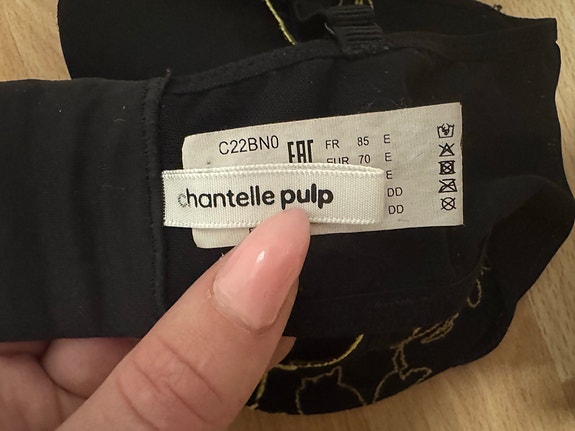 C22BN0
EAC
FR 85 E
EUR 70 E
E
DD
DD
chantelle pulp